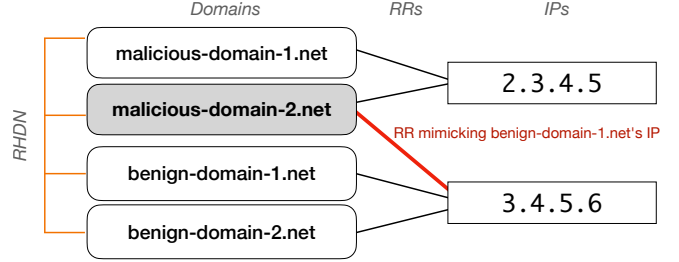 Domains RRs IPs
malicious-domain-1.net
2.3.4.5
malicious-domain-2.net
RR mimicking benign-domain-1.net's IP
RHDN
benign-domain-1.net
3.4.5.6
benign-domain-2.net